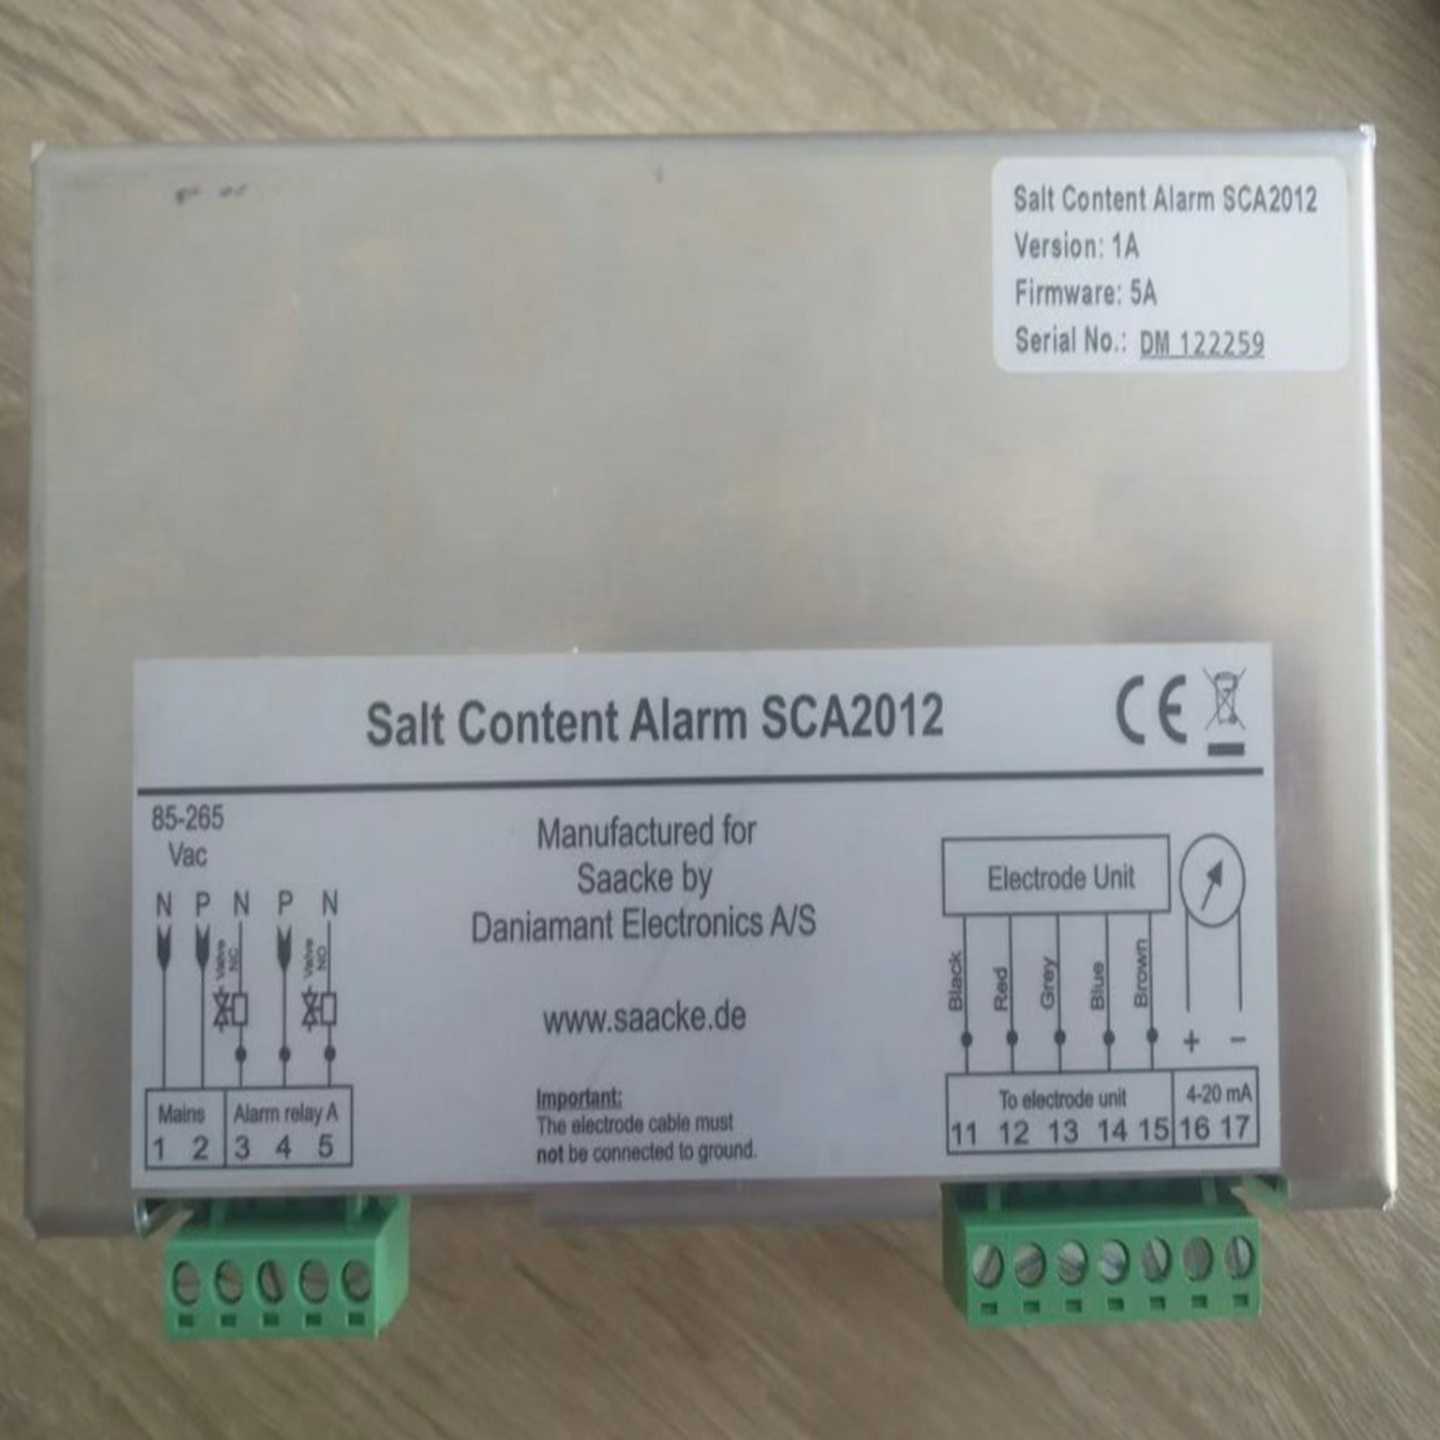 Salt Content Alarm SCA2012
Version: 1A
Firmware: 5A
Serial No.: DM 122259
Salt Content Alarm SCA2012
CE
85-265
Vac
N P N P N
Valve
NC
Valve
NO
Mains
Alarm relay A
1 2 3 4 5
Manufactured for
Saacke by
Daniamant Electronics A/S
www.saacke.de
Important:
The electrode cable must
not be connected to ground.
Electrode Unit
Black
Red
Grey
Blue
Brown
+ -
To electrode unit
4-20 mA
11 12 13 14 15 16 17